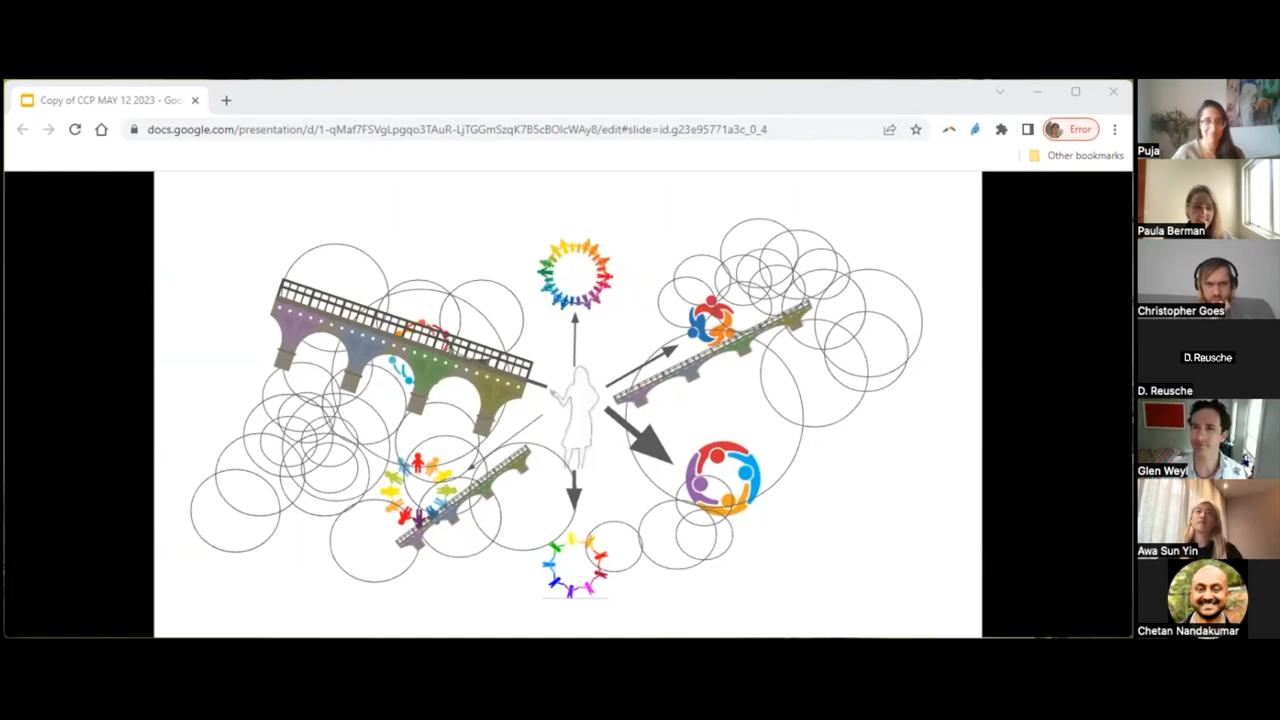 Copy of CCP MAY 12 2023 - Goo
docs.google.com/presentation/d/1-qMaf7FSVgLpgqo3TAuR-LjTGGmSzqK7B5cBOlcWAy8/edit#slide=id.g23e95771a3c_0_4
Error
Other bookmarks
Puja
Paula Berman
Christopher Goes
D. Reusche
D. Reusche
Glen Weyl
Awa Sun Yin
Chetan Nandakumar